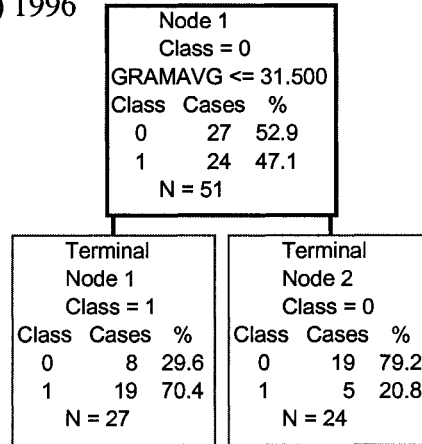 ) 1996
Node 1
Class = 0
GRAMAVG <= 31.500
Class Cases %
0 27 52.9
1 24 47.1
N = 51
Terminal
Node 1
Class = 1
Class Cases %
0 8 29.6
1 19 70.4
N = 27
Terminal
Node 2
Class = 0
Class Cases %
0 19 79.2
1 5 20.8
N = 24